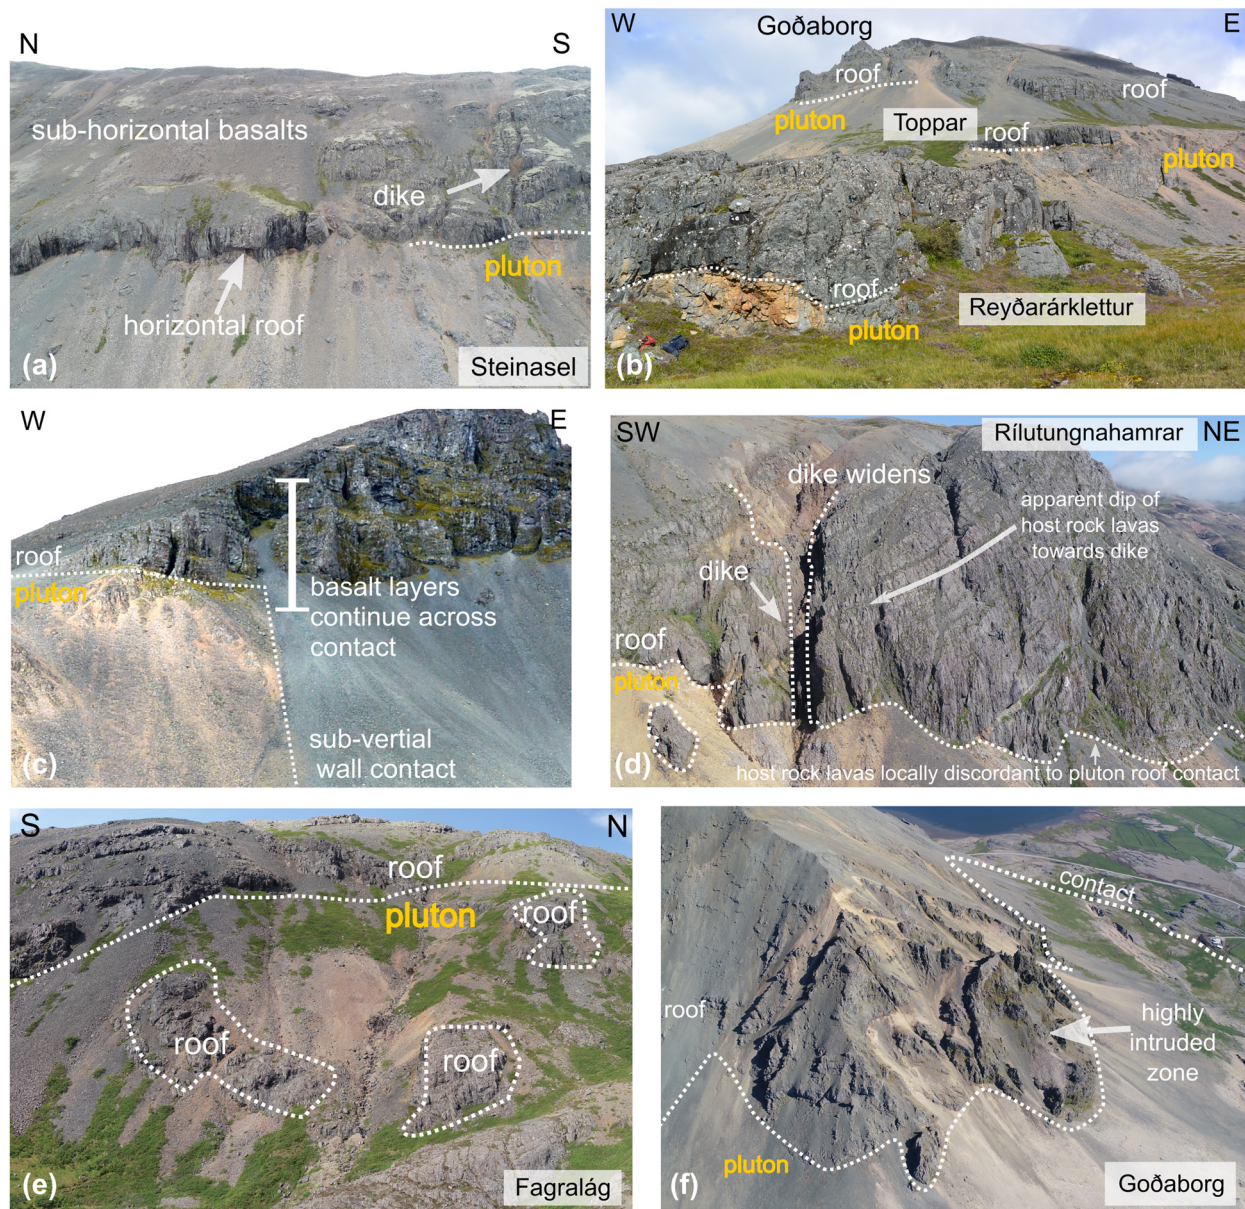 N
S
sub-horizontal basalts
dike
pluton
horizontal roof
(a)
Steinasel
W
Goðaborg
E
roof
roof
pluton
Toppar
roof
pluton
roof
Reyðarárklettur
pluton
(b)
W
E
roof
pluton
basalt layers
continue across
contact
sub-vertial
wall contact
(c)
SW
Rílutungnahamrar
NE
dike widens
apparent dip of
host rock lavas
towards dike
dike
roof
pluton
(d)
host rock lavas locally discordant to pluton roof contact
S
N
roof
pluton
roof
roof
roof
(e)
Fagralág
contact
roof
highly
intruded
zone
pluton
(f)
Goðaborg